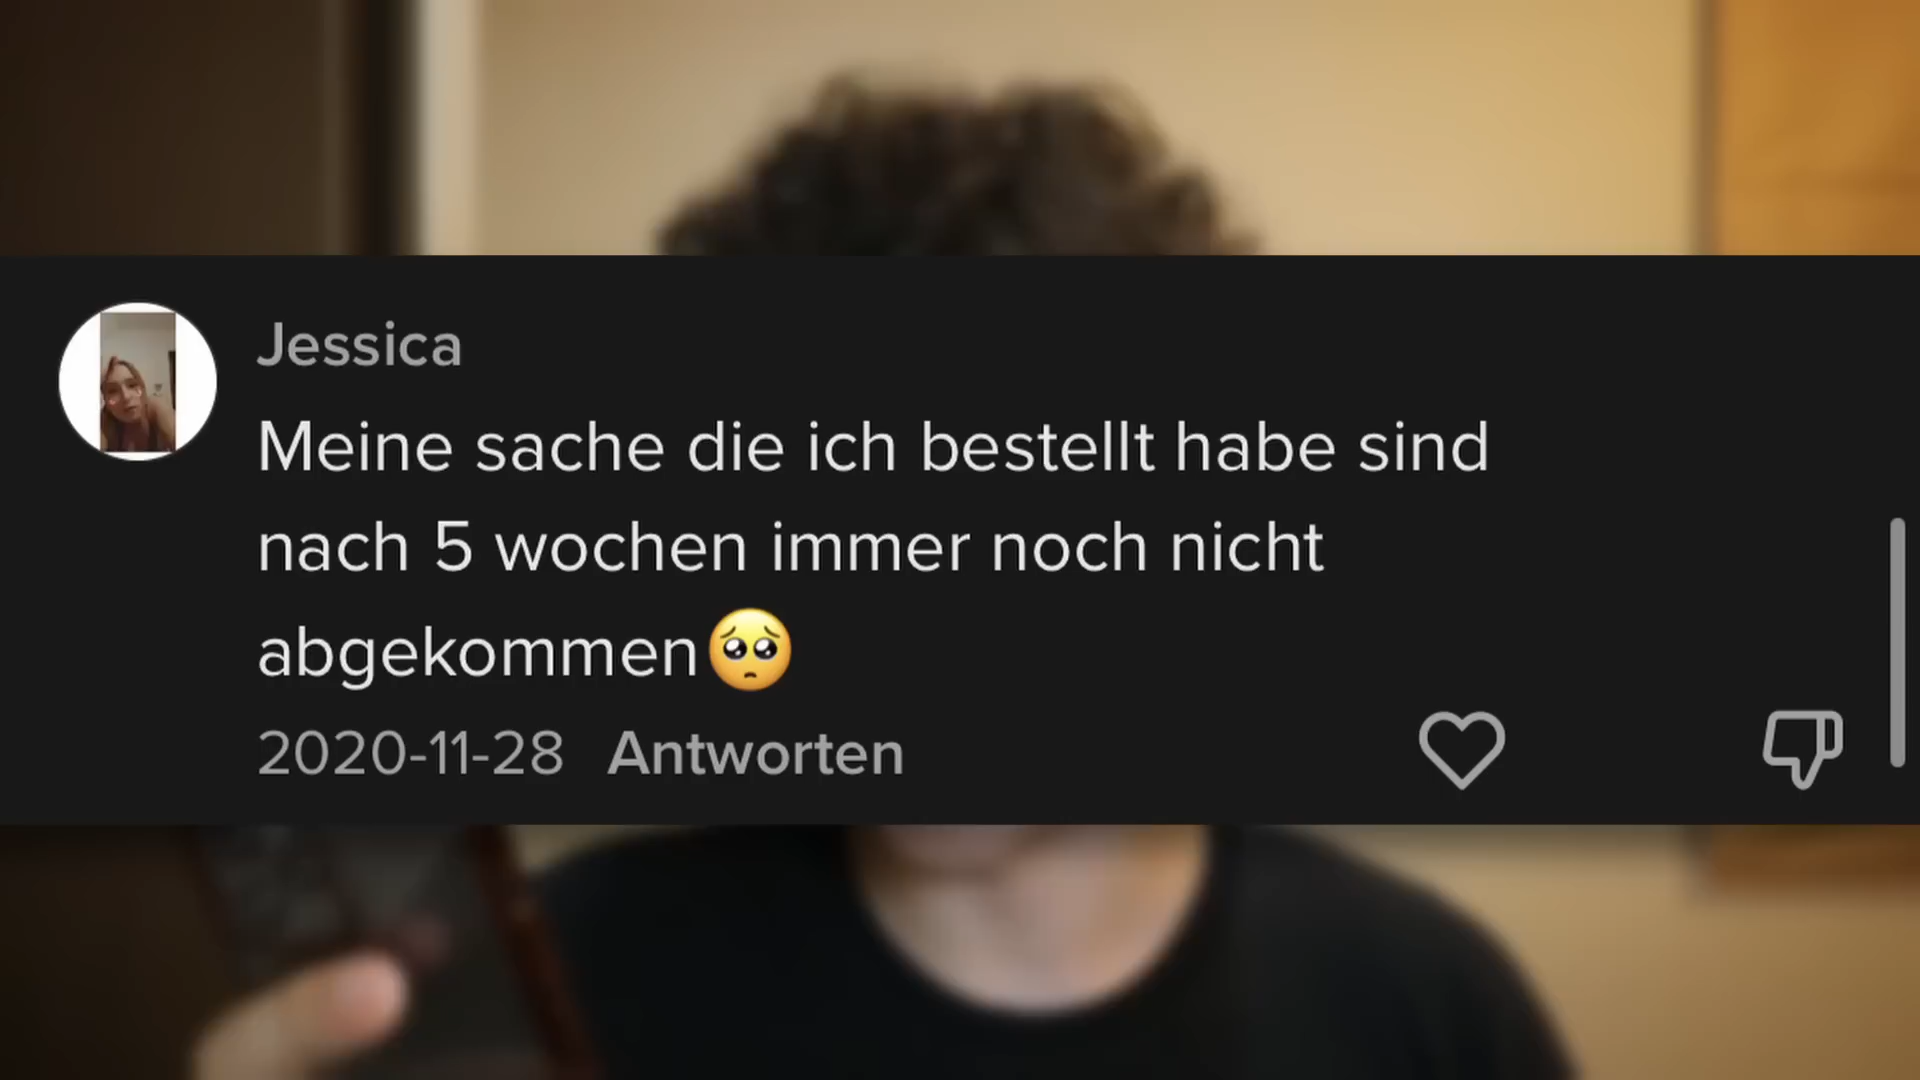 Jessica
Meine sache die ich bestellt habe sind
nach 5 wochen immer noch nicht
abgekommen🥺
2020-11-28 Antworten